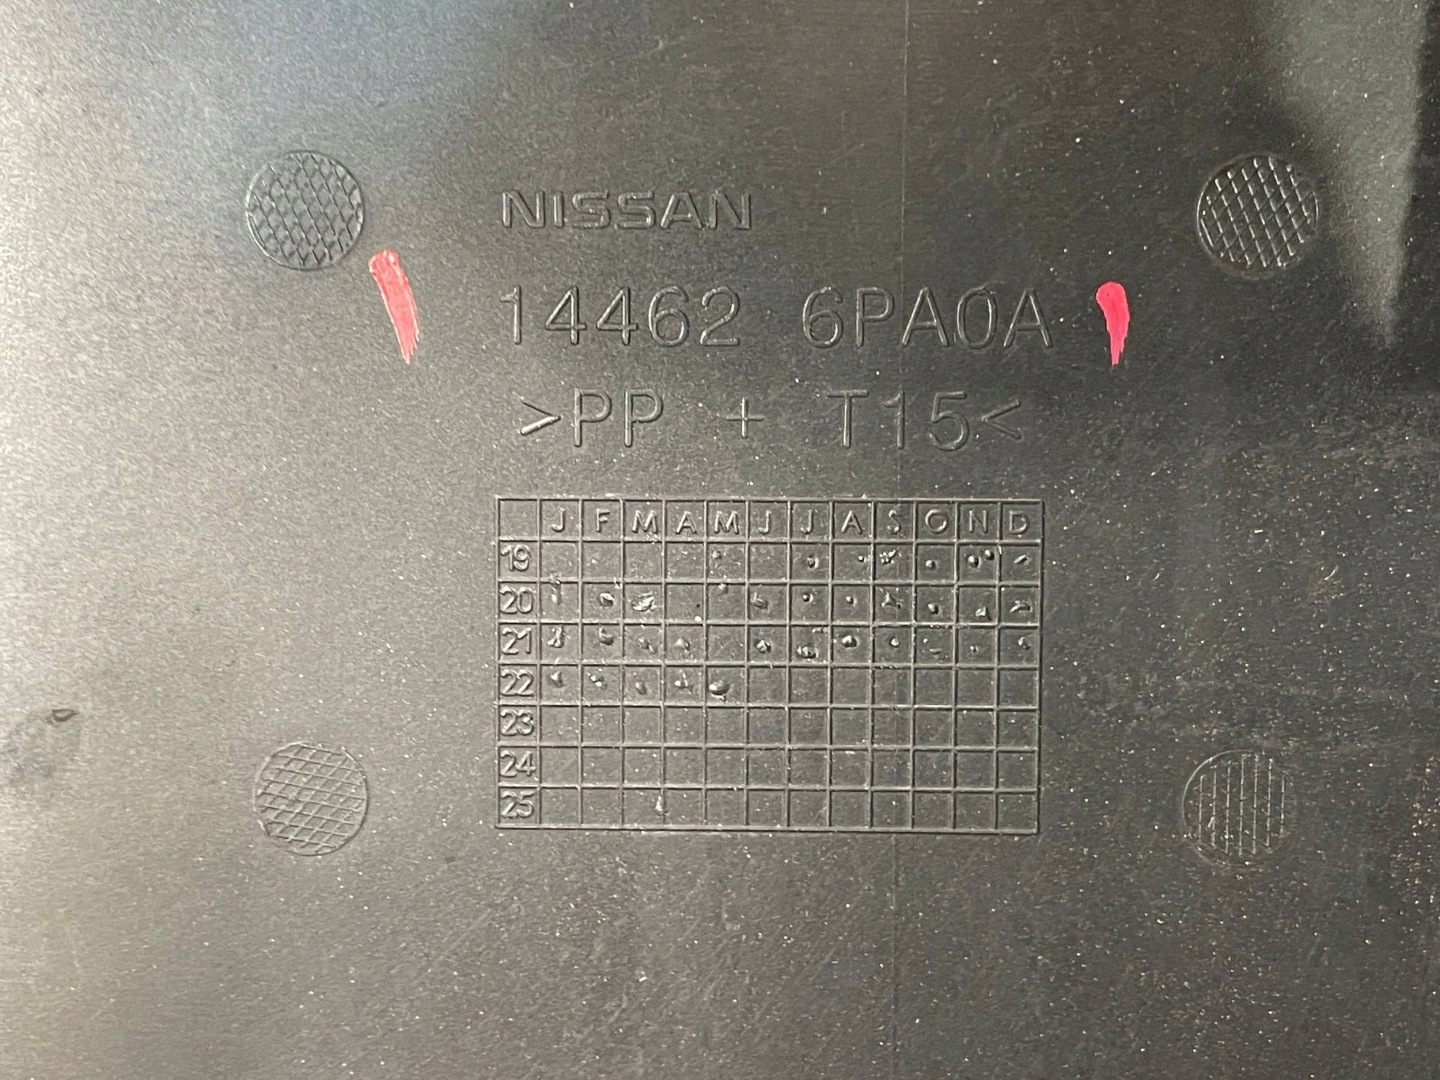 NISSAN
14462 6PA0A
>PP + T15<
J F M A M J J A S O N D
19
20
21
22
23
24
25